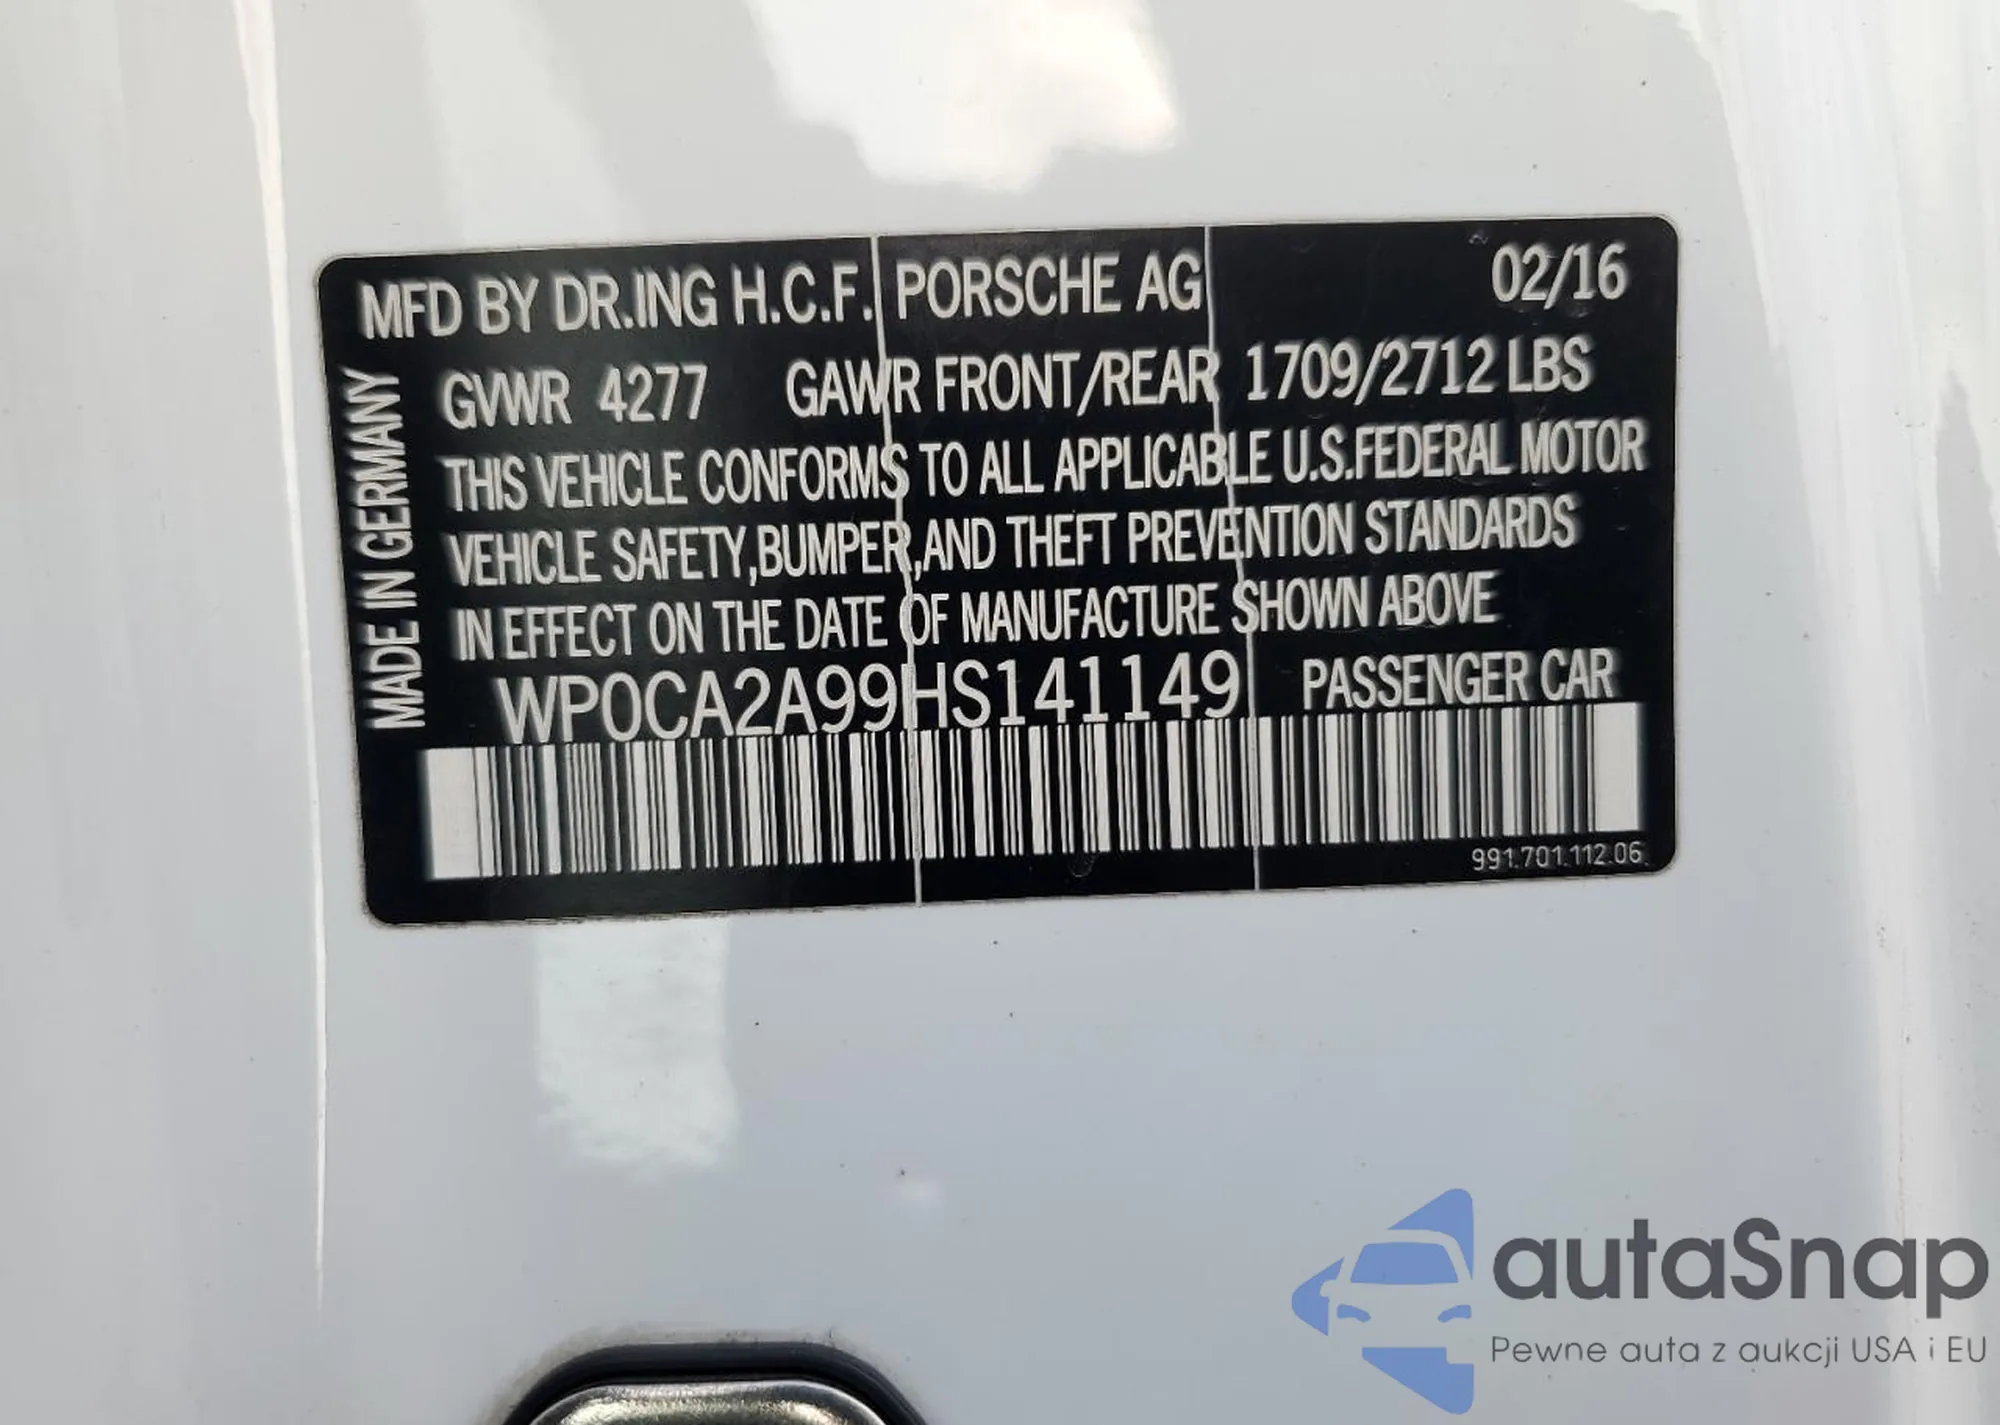 MFD BY DR.ING H.C.F. PORSCHE AG 02/16
GVWR 4277 GAWR FRONT/REAR 1709/2712 LBS
THIS VEHICLE CONFORMS TO ALL APPLICABLE U.S.FEDERAL MOTOR
VEHICLE SAFETY,BUMPER,AND THEFT PREVENTION STANDARDS
IN EFFECT ON THE DATE OF MANUFACTURE SHOWN ABOVE
WP0CA2A99HS141149 PASSENGER CAR
991.701.112.06
MADE IN GERMANY
autaSnap
Pewne auta z aukcji USA i EU